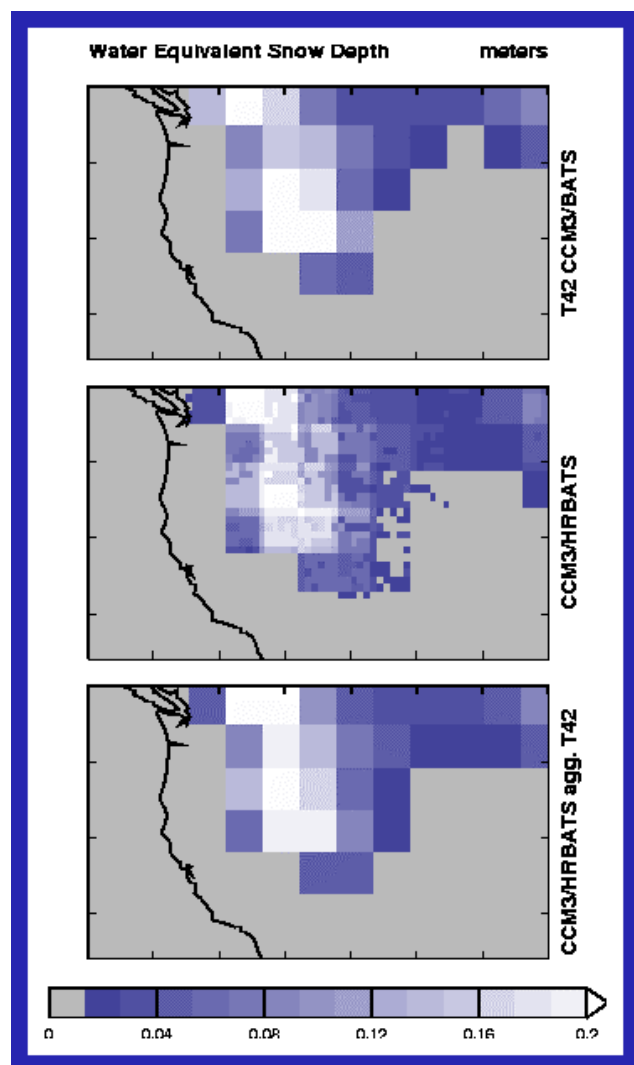 Water Equivalent Snow Depth meters
T42 CCM3/BATS
CCM3/HRBATS
CCM3/HRBATS agg. T42
0 0.04 0.08 0.12 0.16 0.2